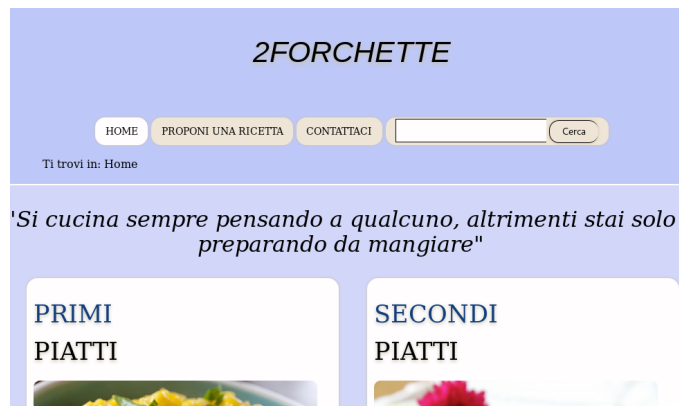 2FORCHETTE
HOME PROPONI UNA RICETTA CONTATTACI Cerca
Ti trovi in: Home
"Si cucina sempre pensando a qualcuno, altrimenti stai solo
preparando da mangiare"
PRIMI SECONDI
PIATTI PIATTI